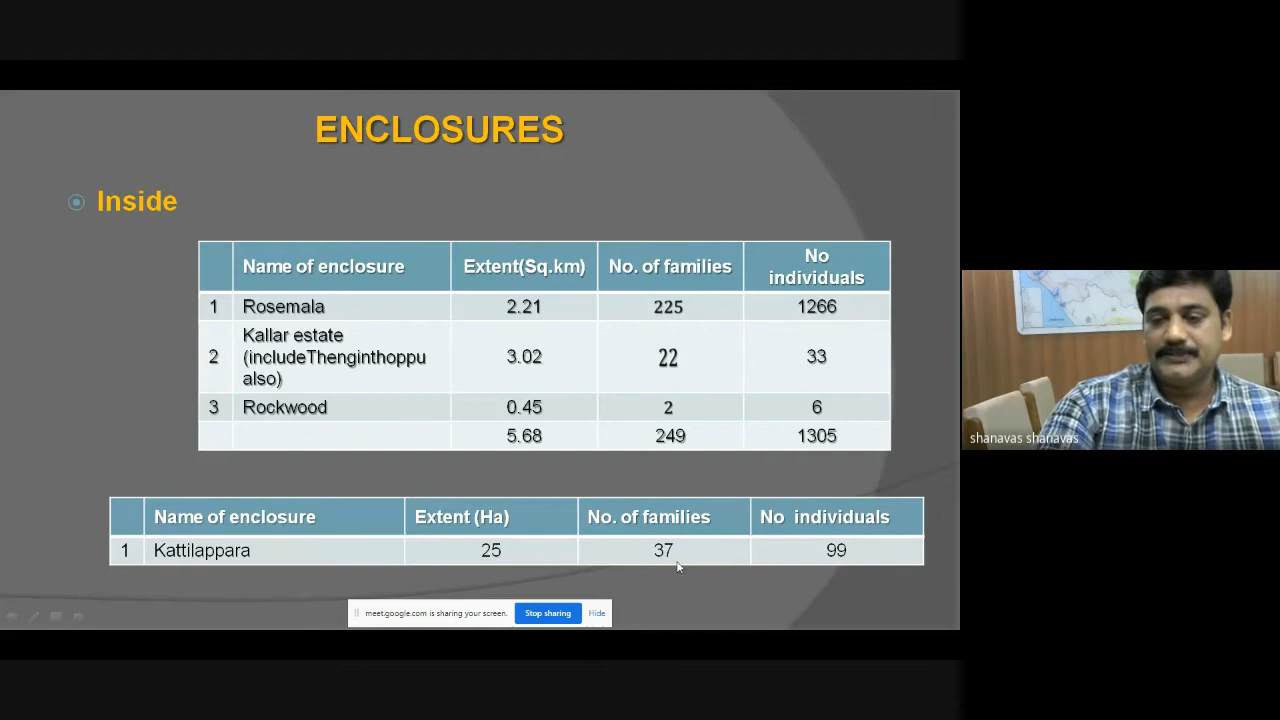 ENCLOSURES
Inside
Name of enclosure Extent(Sq.km) No. of families No individuals
1 Rosemala 2.21 225 1266
2 Kallar estate (includeThenginthoppu also) 3.02 22 33
3 Rockwood 0.45 2 6
5.68 249 1305
Name of enclosure Extent (Ha) No. of families No individuals
1 Kattilappara 25 37 99
meet.google.com is sharing your screen. Stop sharing Hide
shanavas shanavas